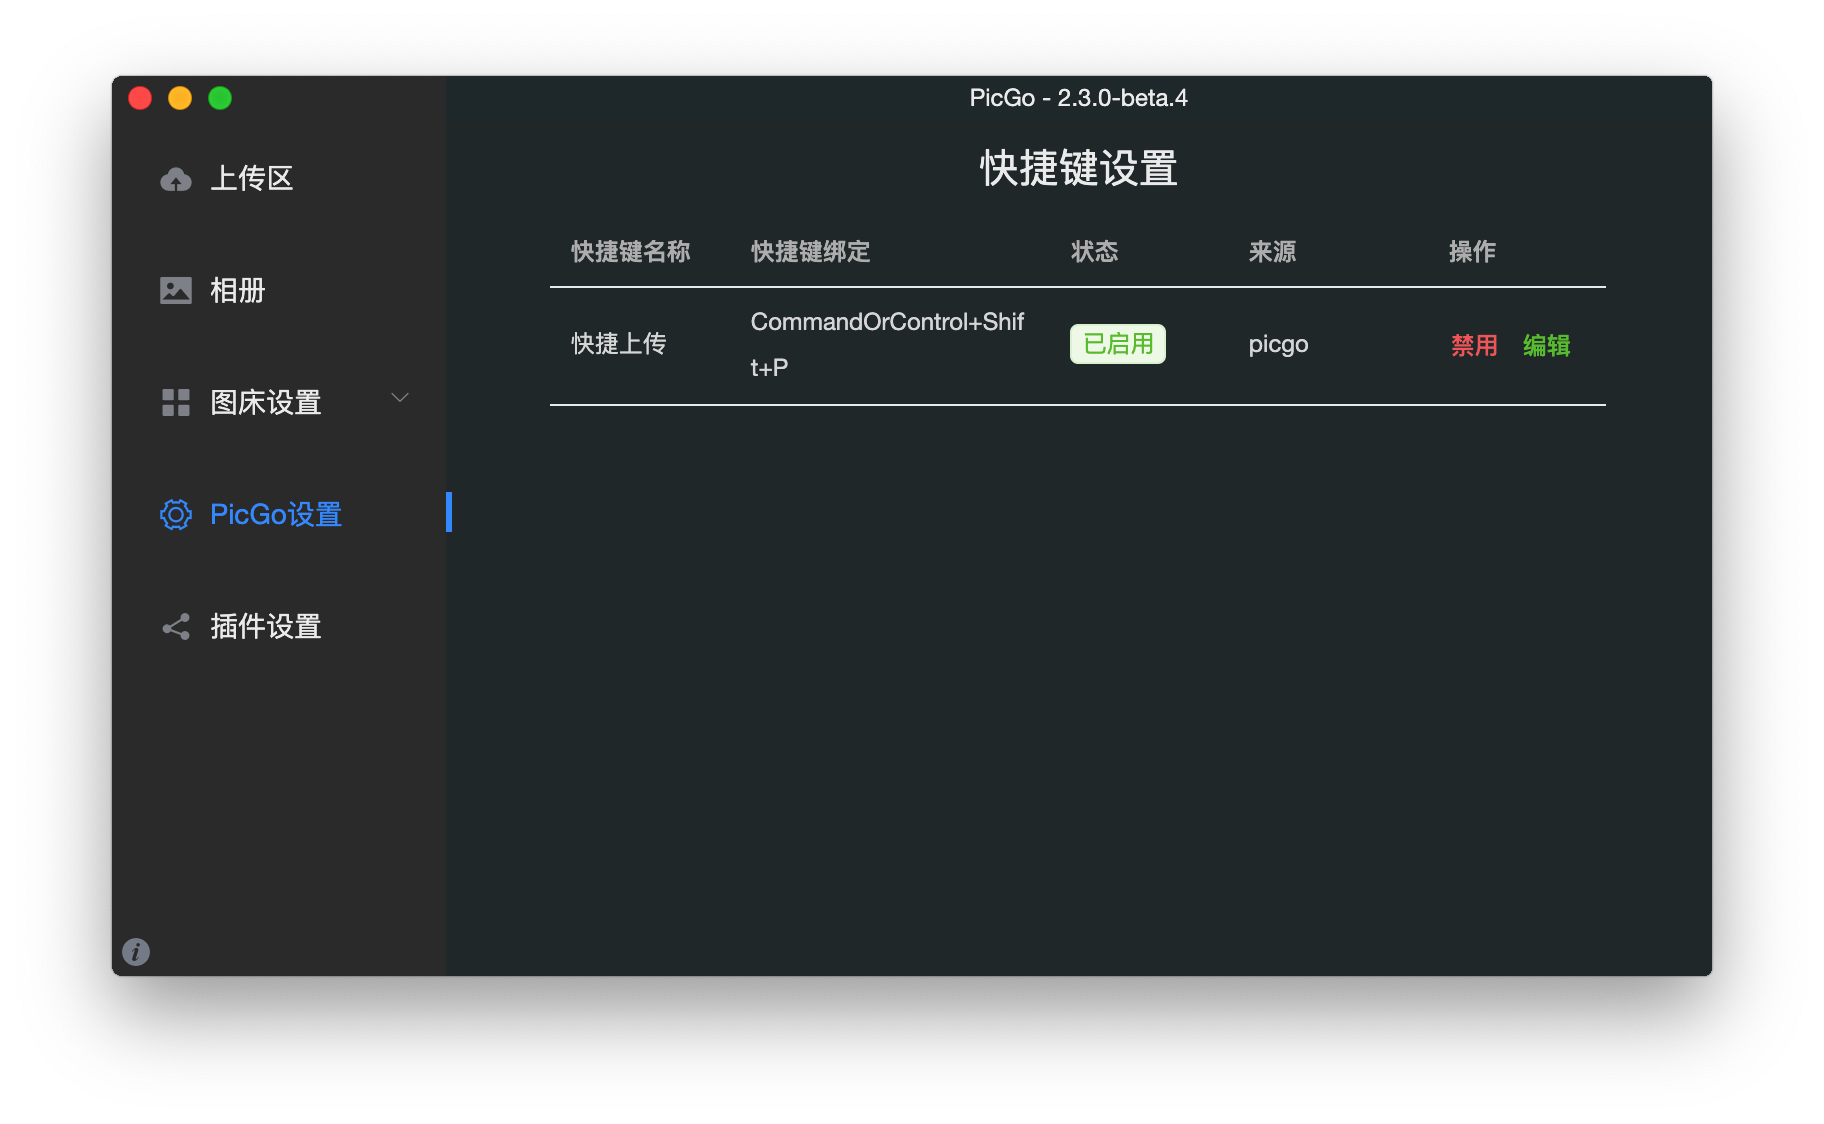 PicGo - 2.3.0-beta.4
上传区
相册
图床设置
PicGo设置
插件设置
快捷键设置
快捷键名称 快捷键绑定 状态 来源 操作
快捷上传 CommandOrControl+Shif
t+P 已启用 picgo 禁用 编辑
i